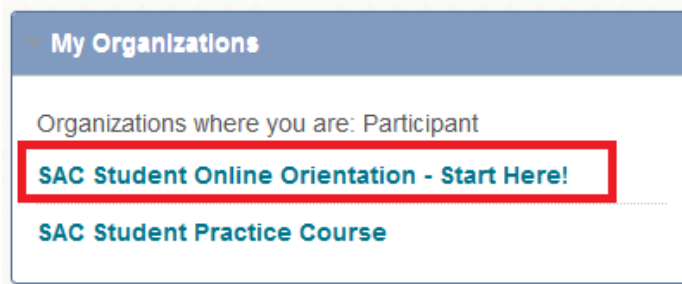 My Organizations
Organizations where you are: Participant
SAC Student Online Orientation - Start Here!
SAC Student Practice Course